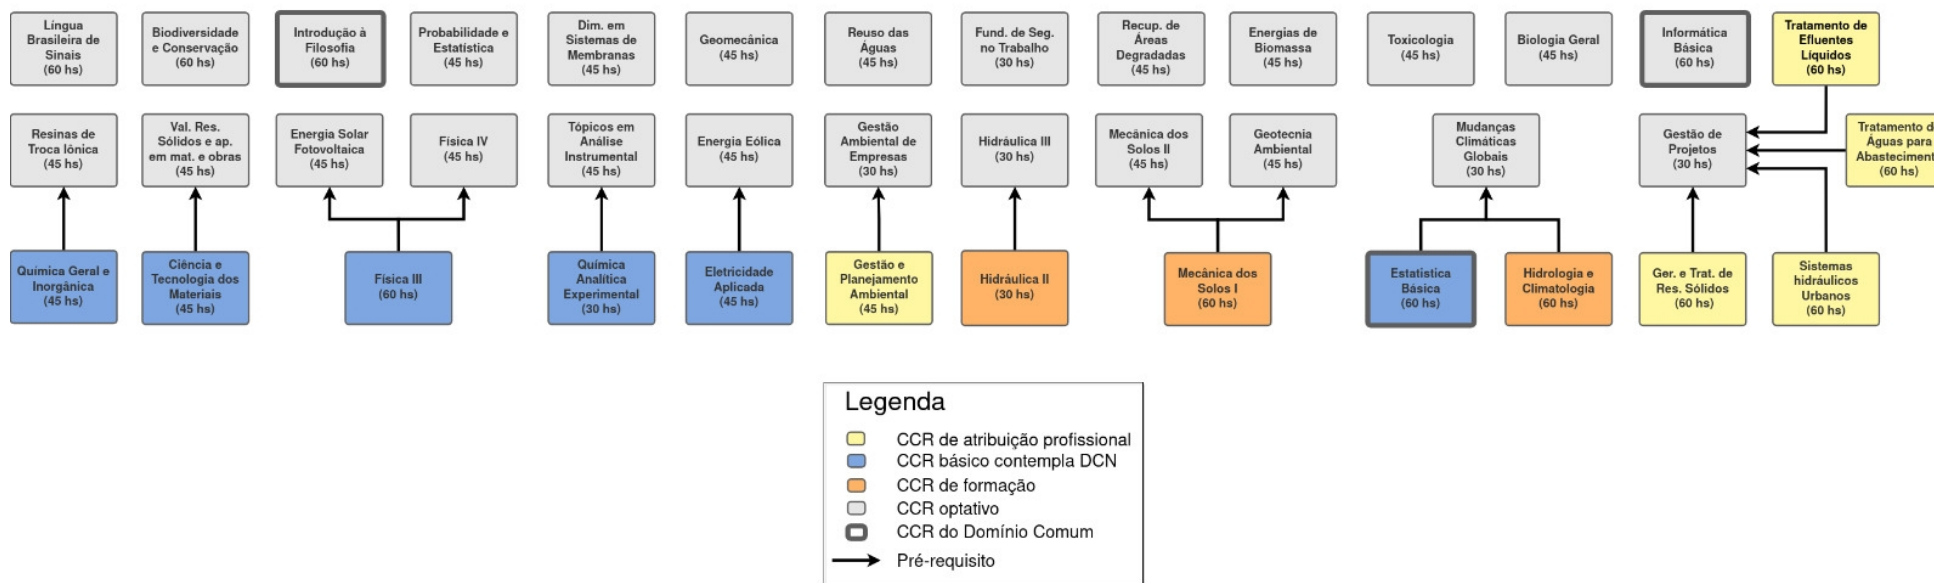 Língua
Brasileira de
Sinais
(60 hs)
Biodiversidade
e Conservação
(60 hs)
Introdução à
Filosofia
(60 hs)
Probabilidade e
Estatística
(45 hs)
Dim. em
Sistemas de
Membranas
(45 hs)
Geomecânica
(45 hs)
Reuso das
Águas
(45 hs)
Fund. de Seg.
no Trabalho
(30 hs)
Recup. de
Áreas
Degradadas
(45 hs)
Energias de
Biomassa
(45 hs)
Toxicologia
(45 hs)
Biologia Geral
(45 hs)
Informática
Básica
(60 hs)
Tratamento de
Efluentes
Líquidos
(60 hs)
Resinas de
Troca Iônica
(45 hs)
Val. Res.
Sólidos e ap.
em mat. e obras
(45 hs)
Energia Solar
Fotovoltaica
(45 hs)
Física IV
(45 hs)
Tópicos em
Análise
Instrumental
(45 hs)
Energia Eólica
(45 hs)
Gestão
Ambiental de
Empresas
(30 hs)
Hidráulica III
(30 hs)
Mecânica dos
Solos II
(45 hs)
Geotecnia
Ambiental
(45 hs)
Mudanças
Climáticas
Globais
(30 hs)
Gestão de
Projetos
(30 hs)
Tratamento de
Águas para
Abastecimento
(60 hs)
Química Geral e
Inorgânica
(45 hs)
Ciência e
Tecnologia dos
Materiais
(45 hs)
Física III
(60 hs)
Química
Analítica
Experimental
(30 hs)
Eletricidade
Aplicada
(45 hs)
Gestão e
Planejamento
Ambiental
(45 hs)
Hidráulica II
(30 hs)
Mecânica dos
Solos I
(60 hs)
Estatistica
Básica
(60 hs)
Hidrologia e
Climatologia
(60 hs)
Ger. e Trat. de
Res. Sólidos
(60 hs)
Sistemas
hidráulicos
Urbanos
(60 hs)
Legenda
CCR de atribuição profissional
CCR básico contempla DCN
CCR de formação
CCR optativo
CCR do Domínio Comum
Pré-requisito